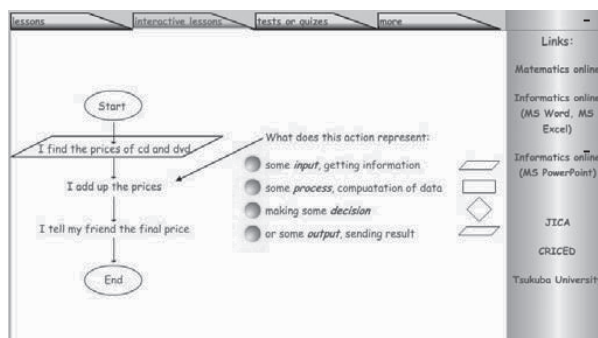 lessons
interactive lessons
tests or quizes
more
Start
I find the prices of cd and dvd
I add up the prices
I tell my friend the final price
End
What does this action represent:
some input, getting information
some process, compuatation of data
making some decision
or some output, sending result
Links:
Matematics online
Informatics online
(MS Word, MS
Excel)
Informatics online
(MS PowerPoint)
JICA
CRICED
Tsukuba Universit